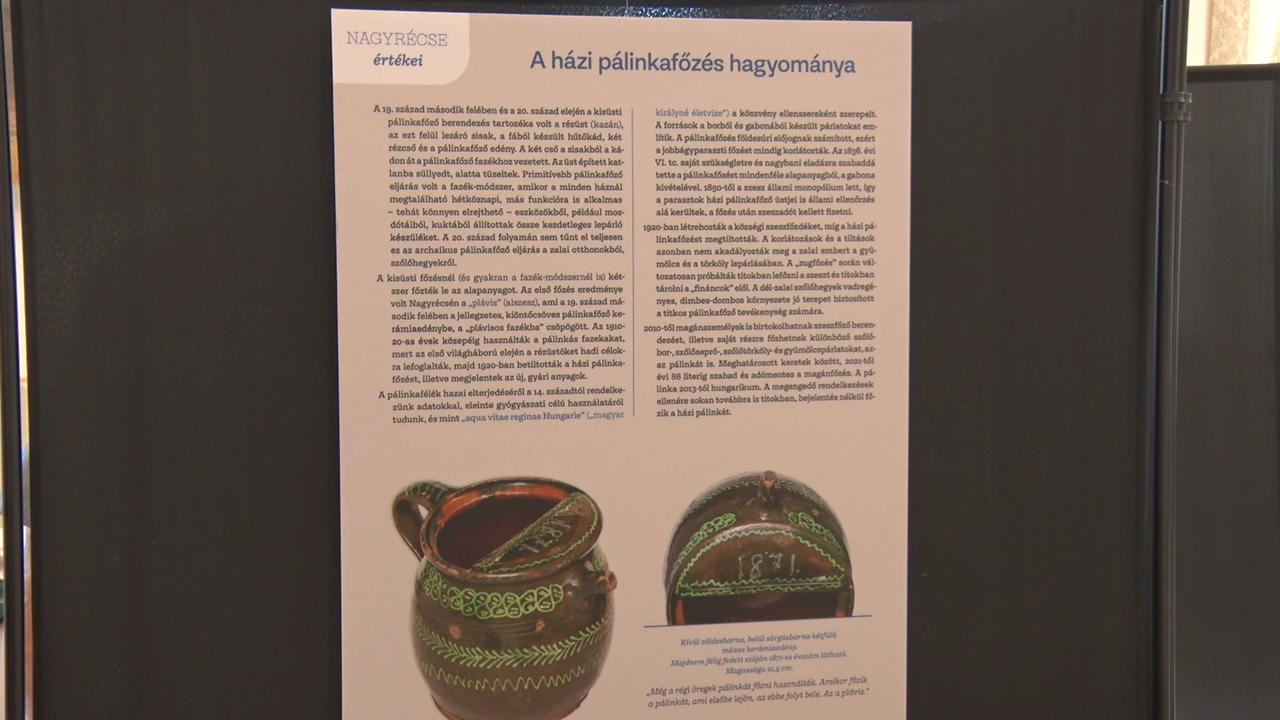 NAGYRÉCSE
értékei
A házi pálinkafőzés hagyománya
A 19. század második felében és a 20. század elején a kisüsti
pálinkafőző berendezés tartozéka volt a rézüst (kazán),
az ezt felül lezáró sisak, a fából készült hűtőkád, két
rézcső és a pálinkafőző edény. A két cső a sisakból a ká-
don át a pálinkafőző fazékhoz vezetett. Az üst épített kat-
lanba süllyedt, alatta tüzeltek. Primitívebb pálinkafőző
eljárás volt a fazék-módszer, amikor a minden háznál
megtalálható hétköznapi, más funkcióra is alkalmas
– tehát könnyen elrejthető – eszközökből, például mos-
dótálból, kuktából állítottak össze kezdetleges lepárló
készüléket. A 20. század folyamán sem tűnt el teljesen
ez az archaikus pálinkafőző eljárás a zalai otthonokból,
szőlőhegyekről.
A kisüsti főzésnél (és gyakran a fazék-módszernél is) két-
szer főzték le az alapanyagot. Az első főzés eredménye
volt Nagyrécsén a „plávis” (alszesz), ami a 19. század má-
sodik felében a jellegzetes, kiöntőcsöves pálinkafőző ke-
rámiaedénybe, a „plávisos fazékba” csöpögött. Az 1910-
20-as évek közepéig használták a pálinkás fazekakat,
mert az első világháború elején a rézüstöket hadi célok-
ra lefoglalták, majd 1920-ban betiltották a házi pálinka-
főzést, illetve megjelentek az új, gyári anyagok.
A pálinkafélék hazai elterjedéséről a 14. századtól rendelke-
zünk adatokkal, eleinte gyógyászati célú használatáról
tudunk, és mint „aqua vitae reginae Hungarie” („magyar
királyné életvize”) a köszvény ellenszereként szerepelt.
A források a borból és gabonából készült párlatokat em-
lítik. A pálinkafőzés földesúri előjognak számított, ezért
a jobbágyparaszti főzést mindig korlátozták. Az 1836. évi
VI. tc. saját szükségletre és nagybani eladásra szabaddá
tette a pálinkafőzést mindenféle alapanyagból, a gabona
kivételével. 1850-től a szesz állami monopólium lett, így
a parasztok házi pálinkafőző üstjei is állami ellenőrzés
alá kerültek, a főzés után szeszadót kellett fizetni.
1920-ban létrehozták a községi szeszfőzdéket, míg a házi pá-
linkafőzést megtiltották. A korlátozások és a tiltások
azonban nem akadályozták meg a zalai embert a gyü-
mölcs és a törköly lepárlásában. A „zugfőzés” során vál-
tozatosan próbálták titokban lefőzni a szeszt és titokban
tárolni a „fináncok” elől. A dél-zalai szőlőhegyek vadregé-
nyes, dimbes-dombos környezete jó terepet biztosított
a titkos pálinkafőző tevékenység számára.
2010-től magánszemélyek is birtokolhatnak szeszfőző beren-
dezést, illetve saját részre főzhetnek különböző szőlő-
bor-, szőlőseprő-, szőlőtörköly- és gyümölcspárlatokat, az-
az pálinkát is. Meghatározott keretek között, 2021-től
évi 86 literig szabad és adómentes a magánfőzés. A pá-
linka 2013-tól hungarikum. A megengedő rendelkezések
ellenére sokan továbbra is titokban, bejelentés nélkül fő-
zik a házi pálinkát.
1871
1871
Kívül zöldesbarna, belül sárgásbarna kétfülű
mázas kerámiaedény.
Majdnem félig fedett száján 1871-es évszám látható.
Magassága 21,5 cm.
„Még a régi öregek pálinkát főzni használták. Amikor főzik
a pálinkát, ami elsőbe lejön, az ebbe folyt bele. Az a plávis.”